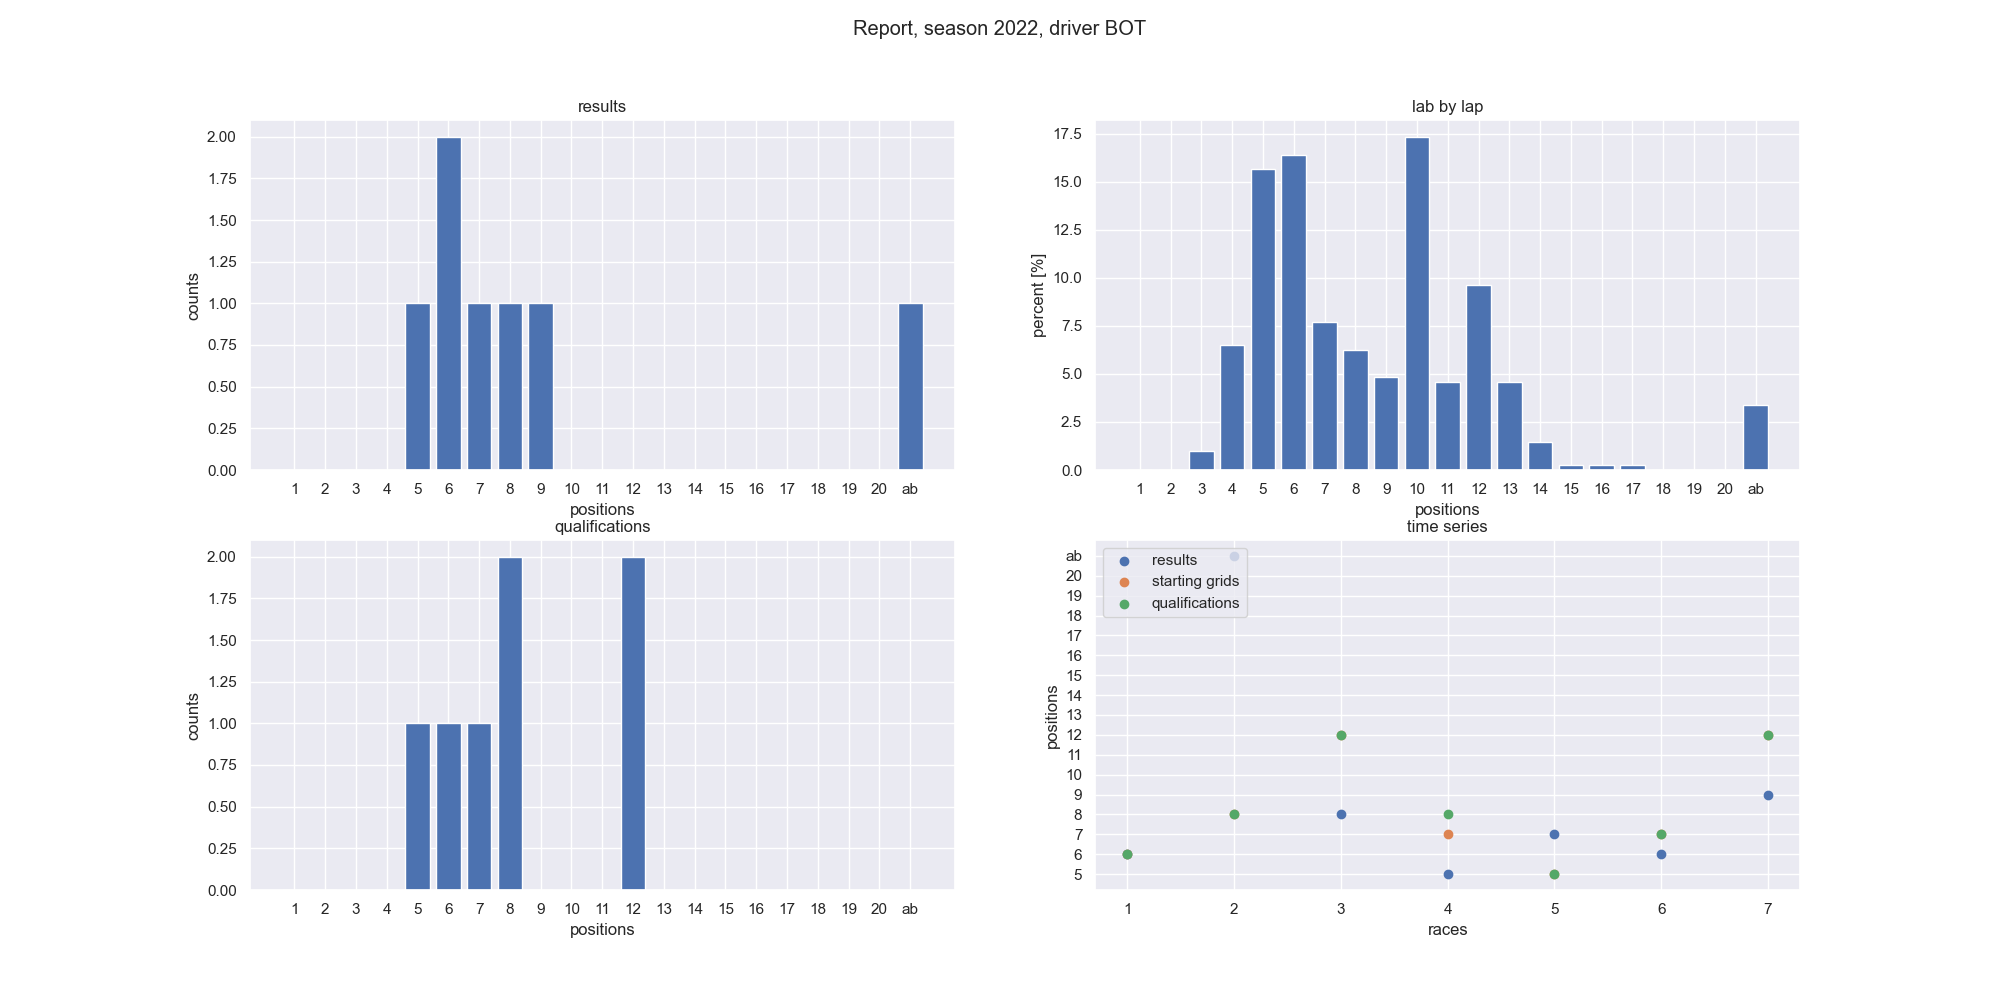 Report, season 2022, driver BOT
results
2.00
1.75
1.50
1.25
1.00
0.75
0.50
0.25
0.00
counts
1 2 3 4 5 6 7 8 9 10 11 12 13 14 15 16 17 18 19 20 ab
positions
lab by lap
17.5
15.0
12.5
10.0
7.5
5.0
2.5
0.0
percent [%]
1 2 3 4 5 6 7 8 9 10 11 12 13 14 15 16 17 18 19 20 ab
positions
qualifications
2.00
1.75
1.50
1.25
1.00
0.75
0.50
0.25
0.00
counts
1 2 3 4 5 6 7 8 9 10 11 12 13 14 15 16 17 18 19 20 ab
positions
time series
ab
20
19
18
17
16
15
14
13
12
11
10
9
8
7
6
5
positions
results
starting grids
qualifications
1 2 3 4 5 6 7
races